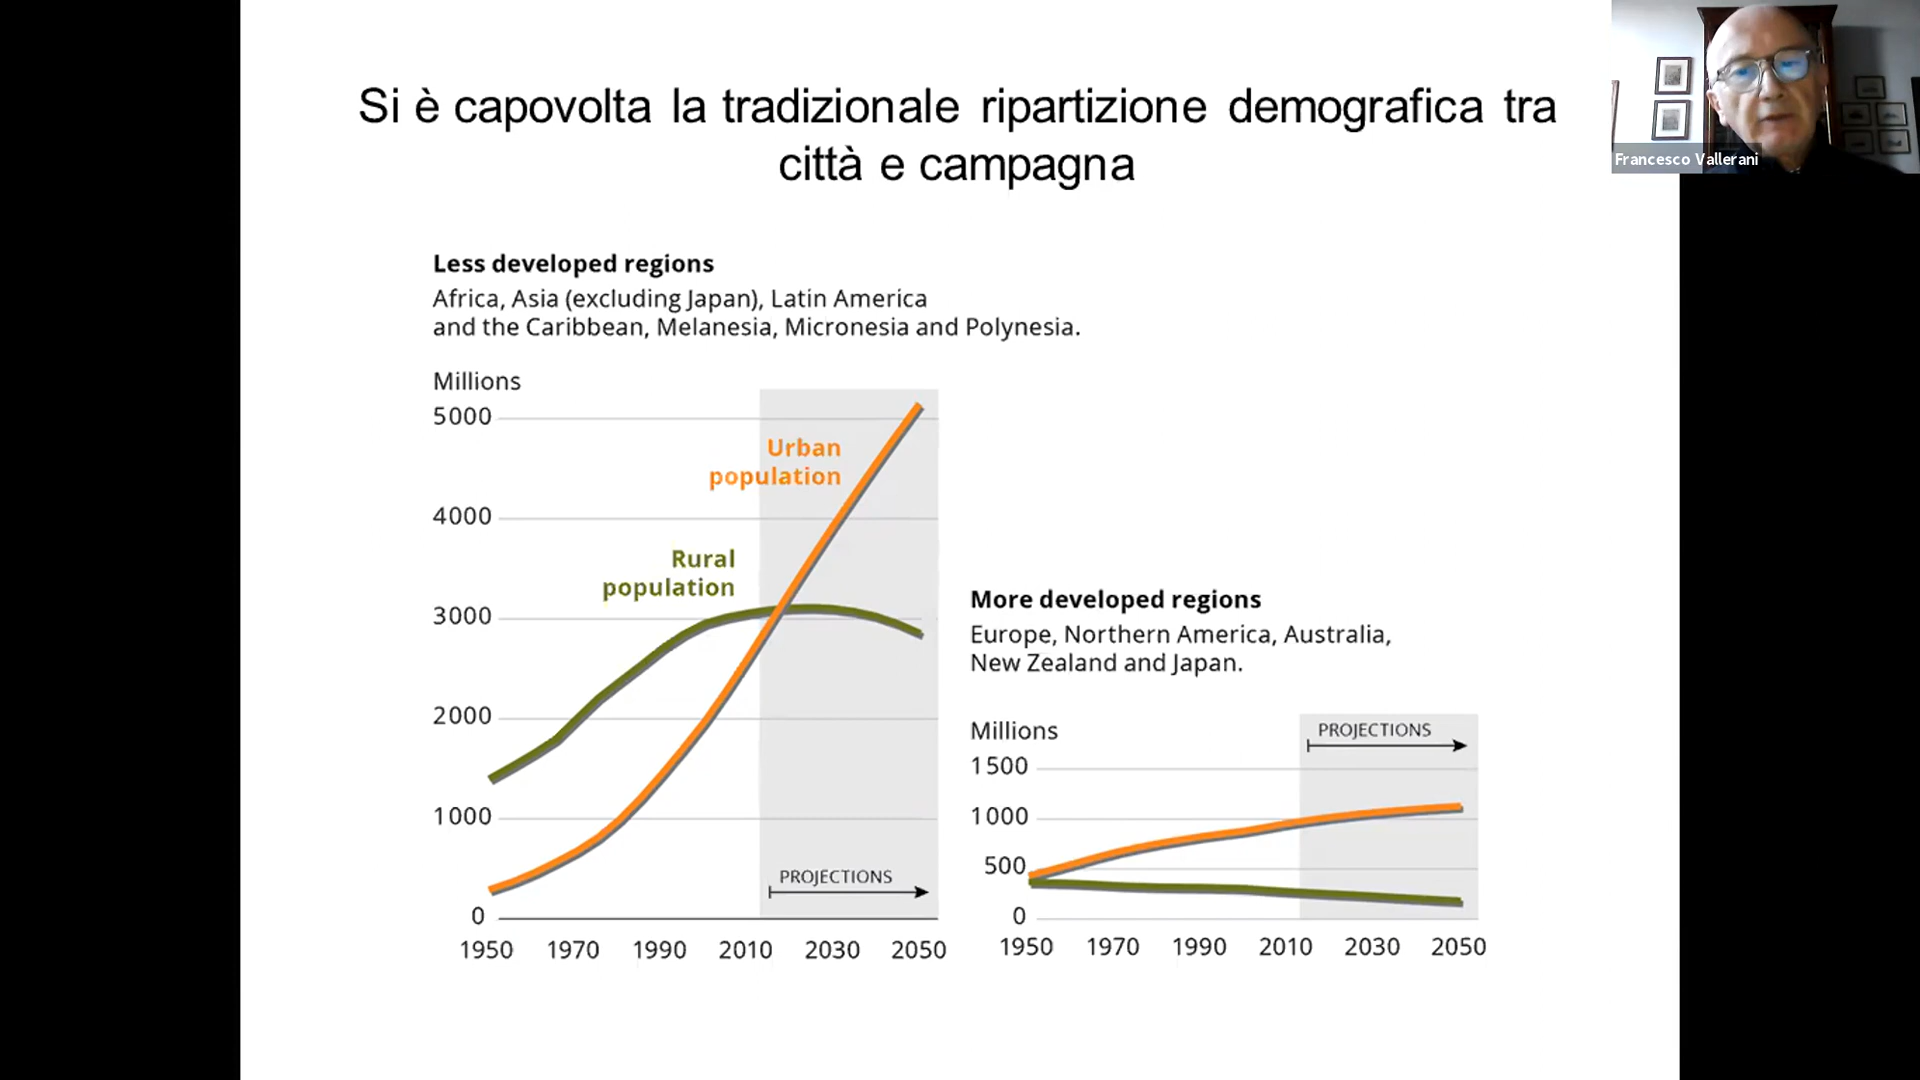 Si è capovolta la tradizionale ripartizione demografica tra
città e campagna
Francesco Vallerani
Less developed regions
Africa, Asia (excluding Japan), Latin America
and the Caribbean, Melanesia, Micronesia and Polynesia.
Millions
5000
4000
3000
2000
1000
0
Urban
population
Rural
population
PROJECTIONS
1950 1970 1990 2010 2030 2050
More developed regions
Europe, Northern America, Australia,
New Zealand and Japan.
Millions
1500
1000
500
0
PROJECTIONS
1950 1970 1990 2010 2030 2050